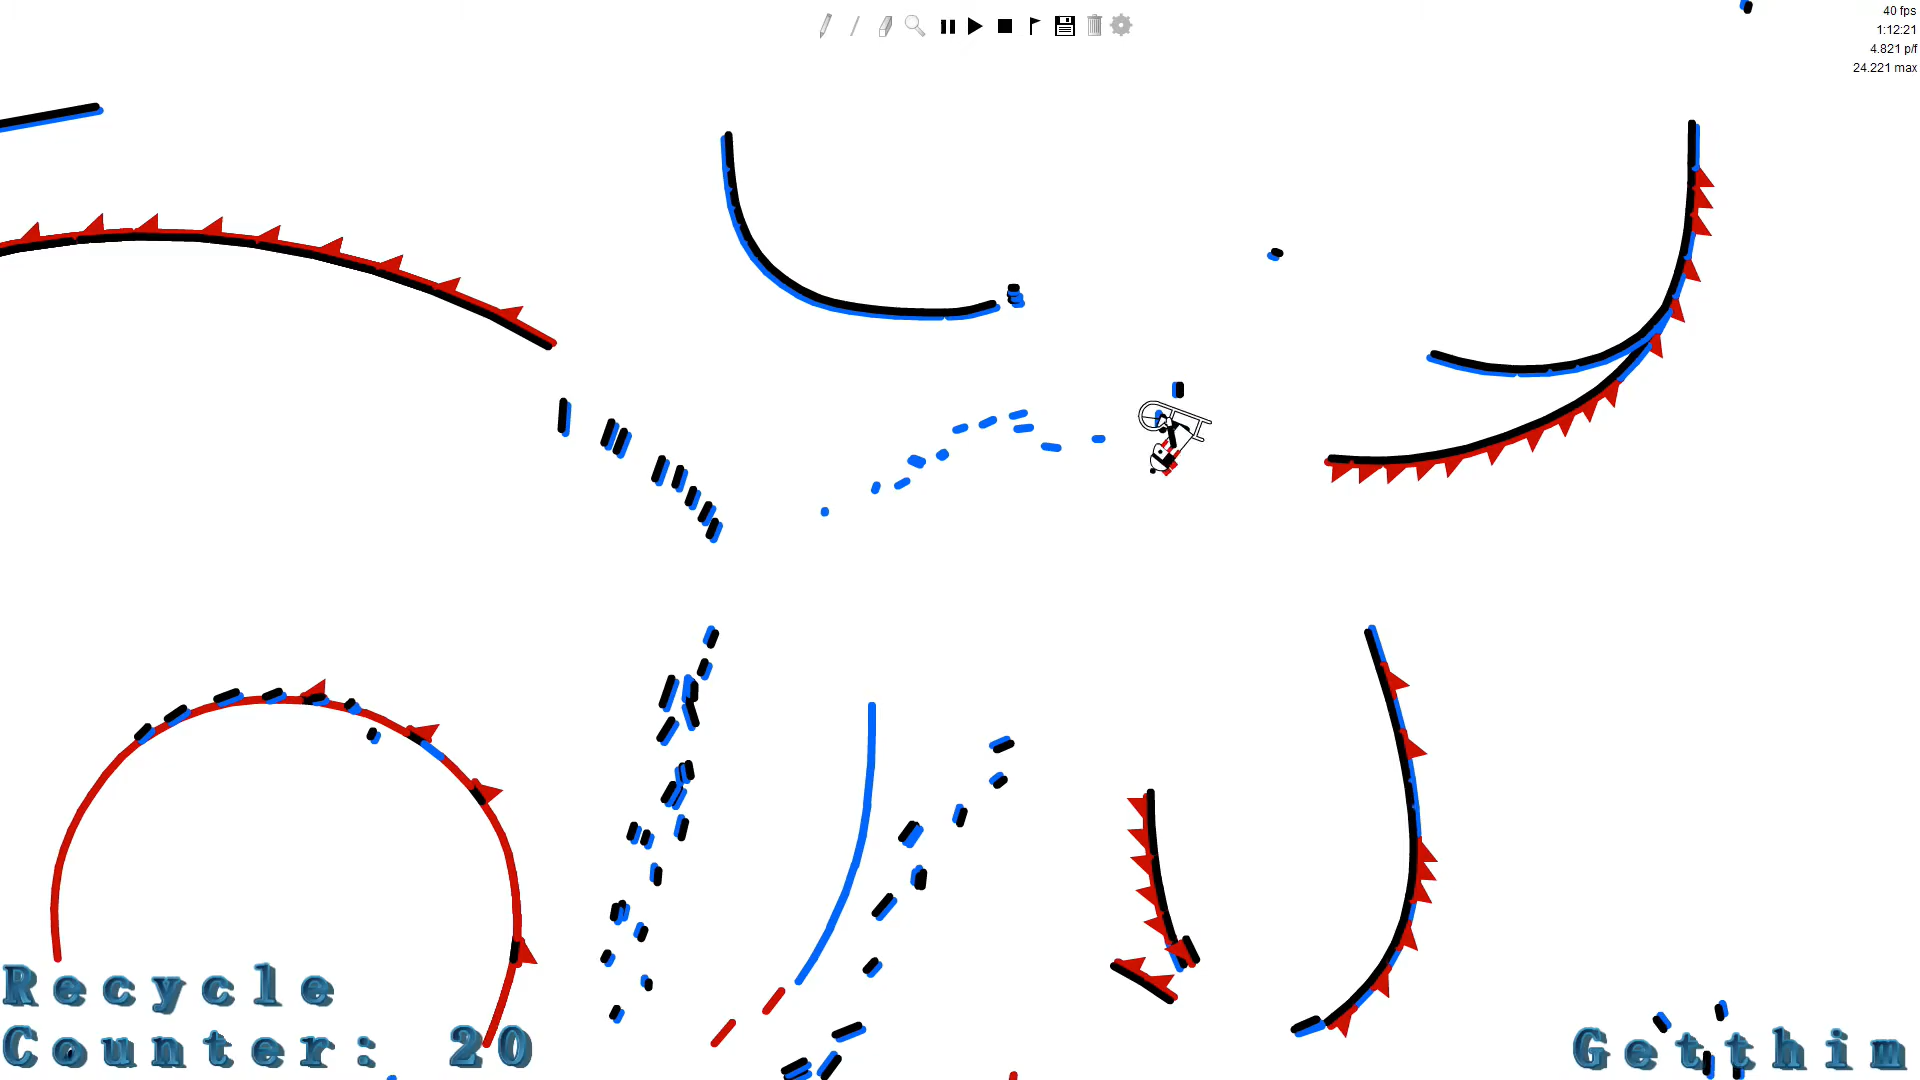 40 fps
1:12:21
4.821 p/f
24.221 max
Recycle
Counter: 20
Getthim